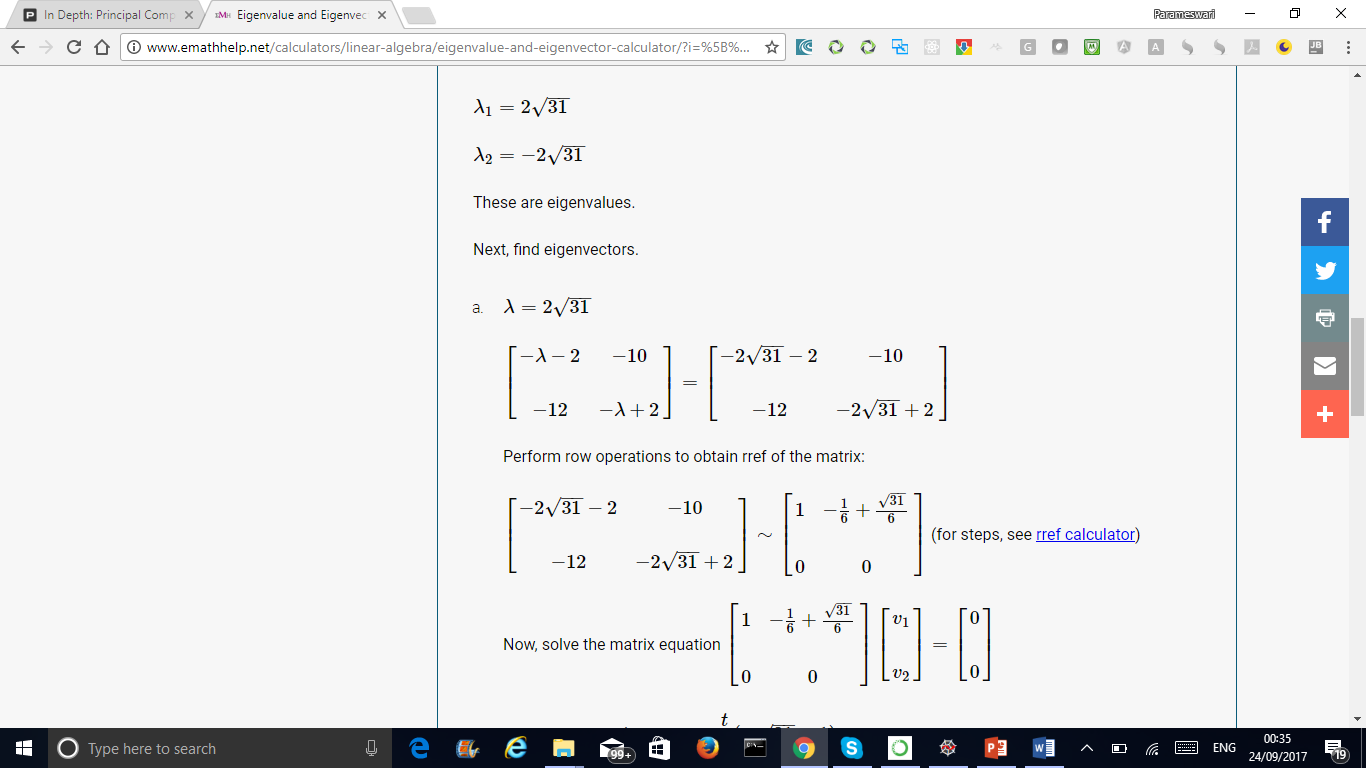 In Depth: Principal Comp
Eigenvalue and Eigenvec
Parameswari
www.emathhelp.net/calculators/linear-algebra/eigenvalue-and-eigenvector-calculator/?i=%5B%...
λ₁ = 2√31
λ₂ = −2√31
These are eigenvalues.
Next, find eigenvectors.
a. λ = 2√31
[−λ − 2 −10; −12 −λ + 2] = [−2√31 − 2 −10; −12 −2√31 + 2]
Perform row operations to obtain rref of the matrix:
[−2√31 − 2 −10; −12 −2√31 + 2] ~ [1 −1/6 + √31/6; 0 0] (for steps, see rref calculator)
Now, solve the matrix equation [1 −1/6 + √31/6; 0 0] [v₁; v₂] = [0; 0]
t
Type here to search
99+
ENG
00:35
24/09/2017
19